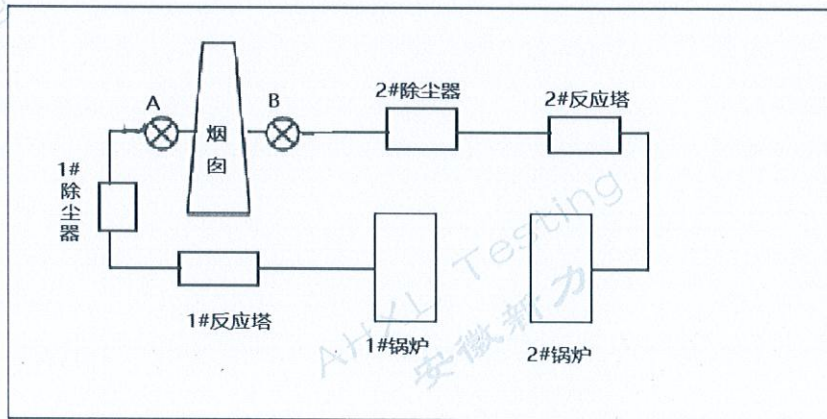 A
B
2#除尘器
2#反应塔
烟
囱
1#
除
尘
器
1#反应塔
1#锅炉
2#锅炉
AHXL Testing
安徽新力